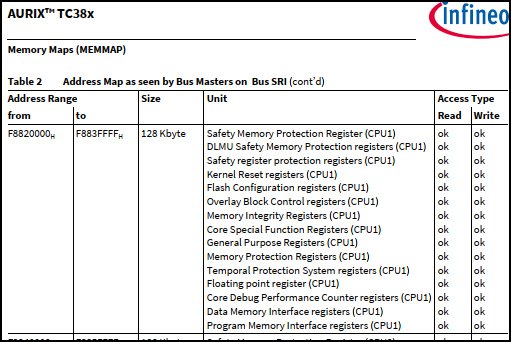 AURIX™ TC38x
infineo
Memory Maps (MEMMAP)
Table 2 Address Map as seen by Bus Masters on Bus SRI (cont'd)
Address Range Size Unit Access Type
from to Read Write
F8820000H F883FFFFH 128 Kbyte Safety Memory Protection Register (CPU1) ok ok
DLMU Safety Memory Protection registers (CPU1) ok ok
Safety register protection registers (CPU1) ok ok
Kernel Reset registers (CPU1) ok ok
Flash Configuration registers (CPU1) ok ok
Overlay Block Control registers (CPU1) ok ok
Memory Integrity Registers (CPU1) ok ok
Core Special Function Registers (CPU1) ok ok
General Purpose Registers (CPU1) ok ok
Memory Protection Registers (CPU1) ok ok
Temporal Protection System registers (CPU1) ok ok
Floating point register (CPU1) ok ok
Core Debug Performance Counter registers (CPU1) ok ok
Data Memory Interface registers (CPU1) ok ok
Program Memory Interface registers (CPU1) ok ok